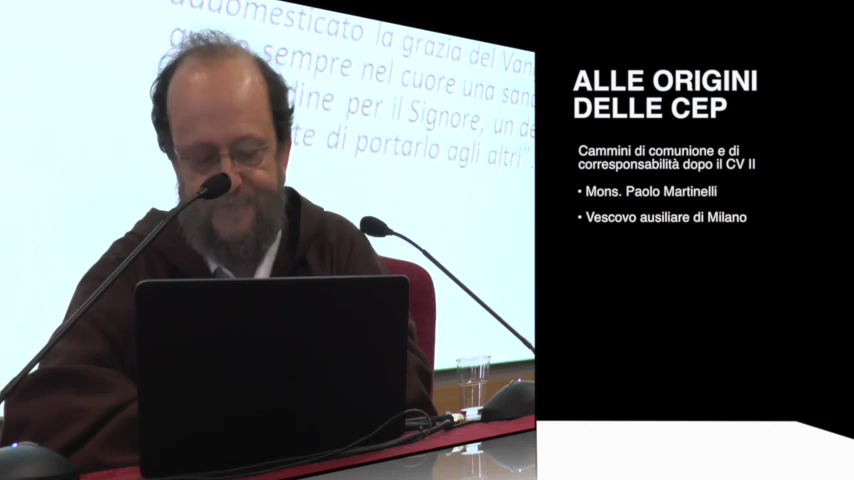 addomesticato la grazia del Vang
sempre nel cuore una san
dine per il Signore, un de
te di portarlo agli altri".
ALLE ORIGINI
DELLE CEP
Cammini di comunione e di
corresponsabilità dopo il CV II
• Mons. Paolo Martinelli
• Vescovo ausiliare di Milano